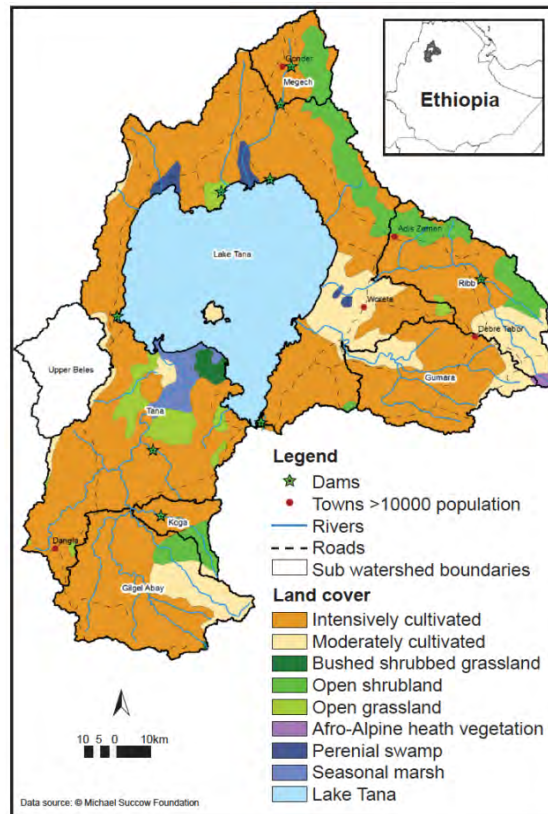 Ethiopia
Gonder
Megech
Lake Tana
Adis Zemen
Ribb
Woreta
Debre Tabor
Gumara
Upper Beles
Tana
Koga
Dangla
Gilgel Abay
Legend
Dams
Towns >10000 population
Rivers
Roads
Sub watershed boundaries
Land cover
Intensively cultivated
Moderately cultivated
Bushed shrubbed grassland
Open shrubland
Open grassland
Afro-Alpine heath vegetation
Perenial swamp
Seasonal marsh
Lake Tana
10 5 0 10km
Data source: © Michael Succow Foundation